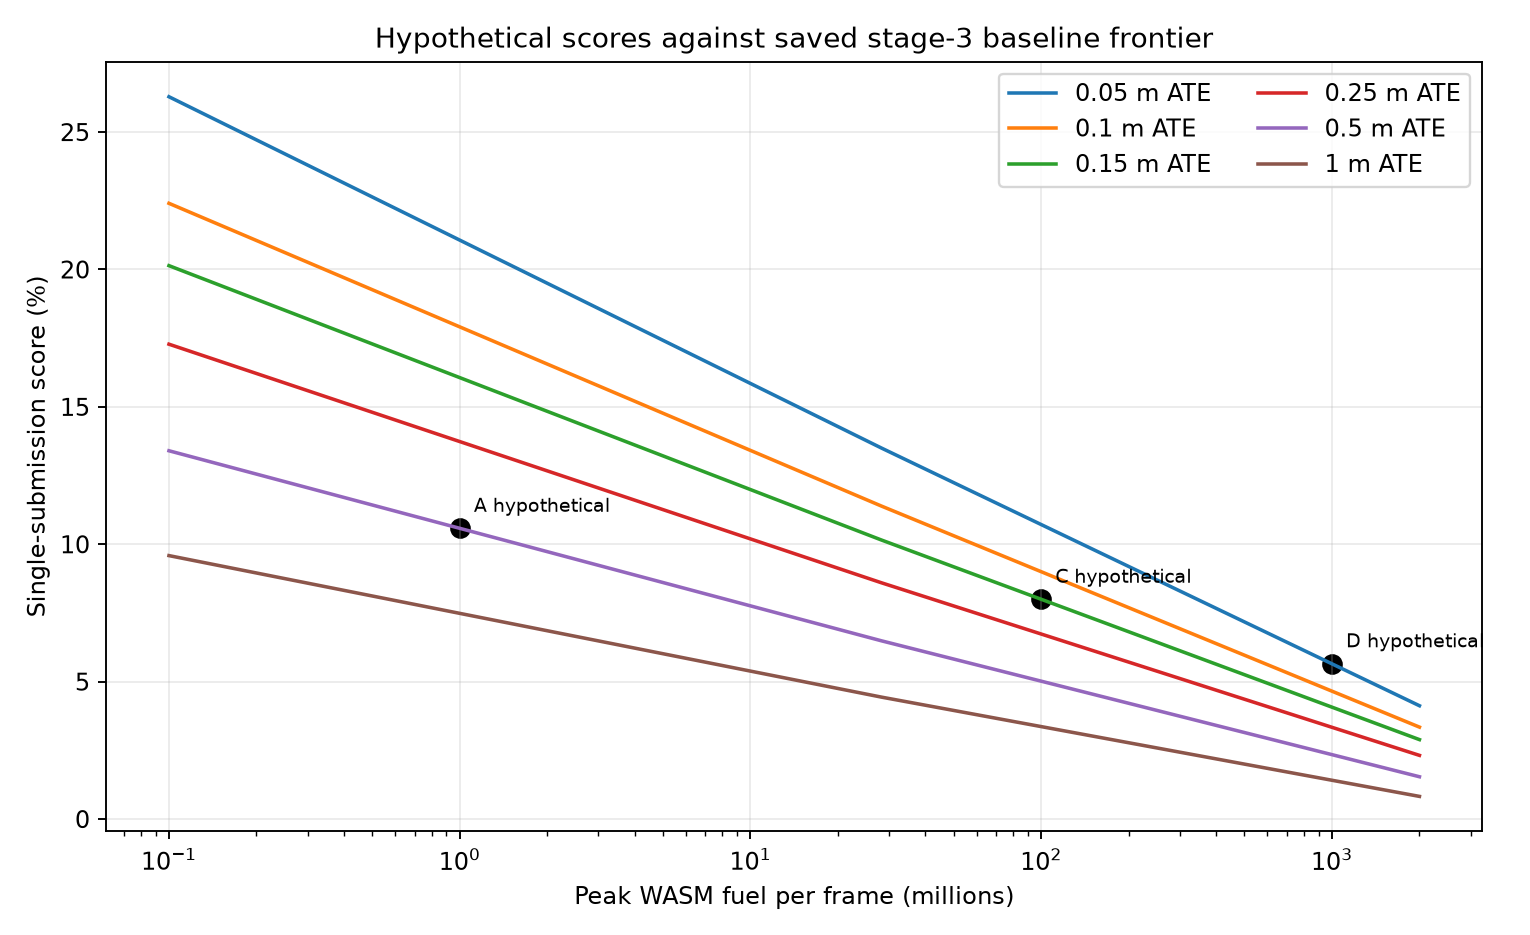 Hypothetical scores against saved stage-3 baseline frontier
0.05 m ATE
0.1 m ATE
0.15 m ATE
0.25 m ATE
0.5 m ATE
1 m ATE
Single-submission score (%)
25
20
15
10
5
0
A hypothetical
C hypothetical
D hypothetical
10⁻¹
10⁰
10¹
10²
10³
Peak WASM fuel per frame (millions)